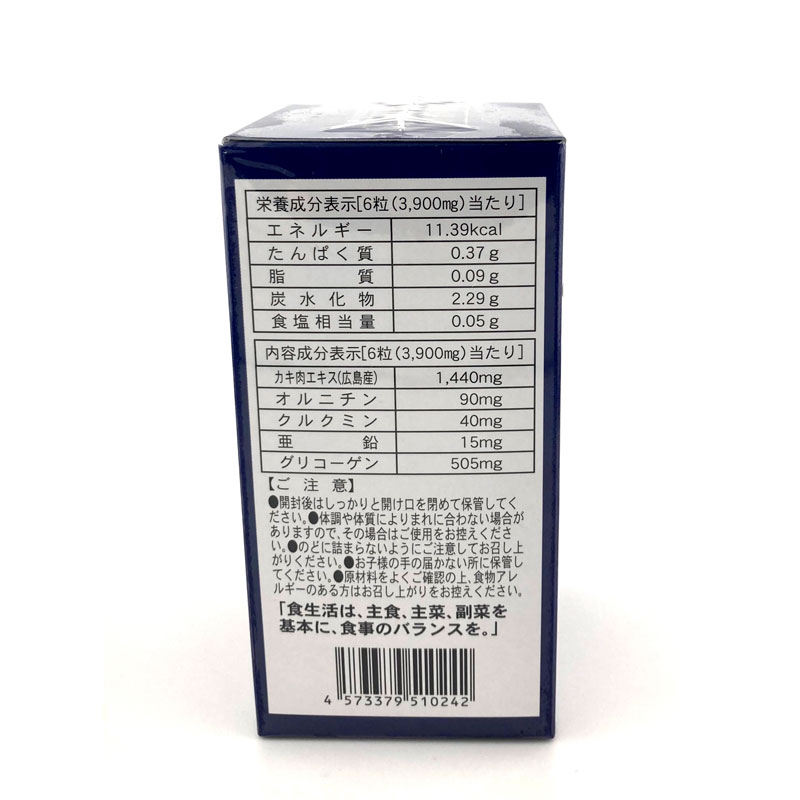 栄養成分表示[6粒(3,900mg)当たり]
エネルギー 11.39kcal
たんぱく質 0.37g
脂質 0.09g
炭水化物 2.29g
食塩相当量 0.05g
内容成分表示[6粒(3,900mg)当たり]
カキ肉エキス(広島産) 1,440mg
オルニチン 90mg
クルクミン 40mg
亜鉛 15mg
グリコーゲン 505mg
【ご注意】
●開封後はしっかりと開け口を閉めて保管してく
ださい。●体調や体質によりまれに合わない場合が
ありますので、その場合はご使用をお控えくださ
い。●のどに詰まらないようにご注意してお召し上
がりください。●お子様の手の届かない所に保管し
てください。●原材料をよくご確認の上、食物アレ
ルギーのある方はお召し上がりをお控えください。
「食生活は、主食、主菜、副菜を
基本に、食事のバランスを。」
4 573379 510242